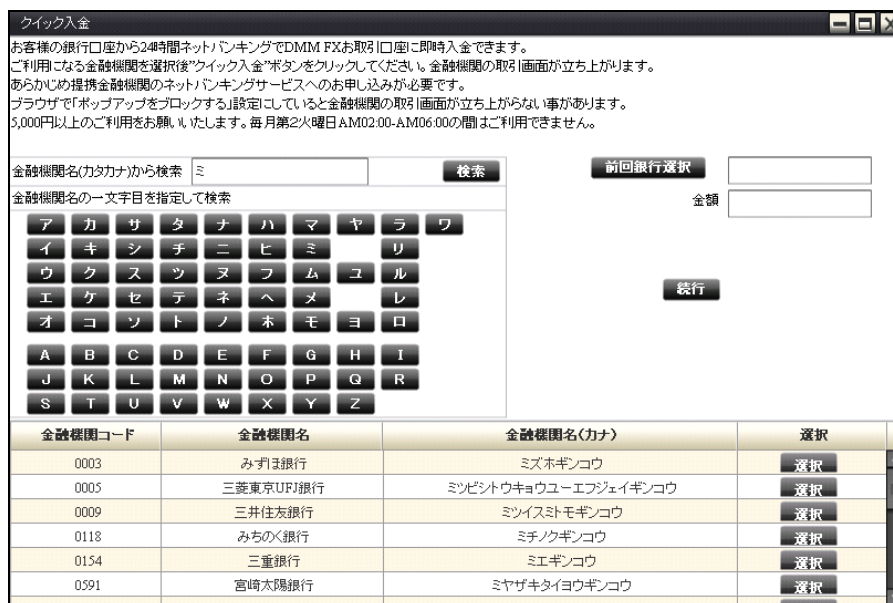 クイック入金
お客様の銀行口座から24時間ネットバンキングでDMM FXお取引口座に即時入金できます。
ご利用になる金融機関を選択後”クイック入金”ボタンをクリックしてください。金融機関の取引画面が立ち上がります。
あらかじめ提携金融機関のネットバンキングサービスへのお申し込みが必要です。
ブラウザで「ポップアップをブロックする」設定にしていると金融機関の取引画面が立ち上がらない事があります。
5,000円以上のご利用をお願いいたします。毎月第2火曜日AM02:00-AM06:00の間はご利用できません。
金融機関名(カタカナ)から検索 ミ 検索 前回銀行選択
金融機関名の一文字目を指定して検索 金額
ア カ サ タ ナ ハ マ ヤ ラ ワ
イ キ シ チ ニ ヒ ミ リ
ウ ク ス ツ ヌ フ ム ユ ル
エ ケ セ テ ネ ヘ メ レ
オ コ ソ ト ノ ホ モ ヨ ロ
続行
A B C D E F G H I
J K L M N O P Q R
S T U V W X Y Z
金融機関コード 金融機関名 金融機関名(カナ) 選択
0003 みずほ銀行 ミズホギンコウ 選択
0005 三菱東京UFJ銀行 ミツビシトウキョウユーエフジェイギンコウ 選択
0009 三井住友銀行 ミツイスミトモギンコウ 選択
0118 みちのく銀行 ミチノクギンコウ 選択
0154 三重銀行 ミエギンコウ 選択
0591 宮崎太陽銀行 ミヤザキタイヨウギンコウ 選択